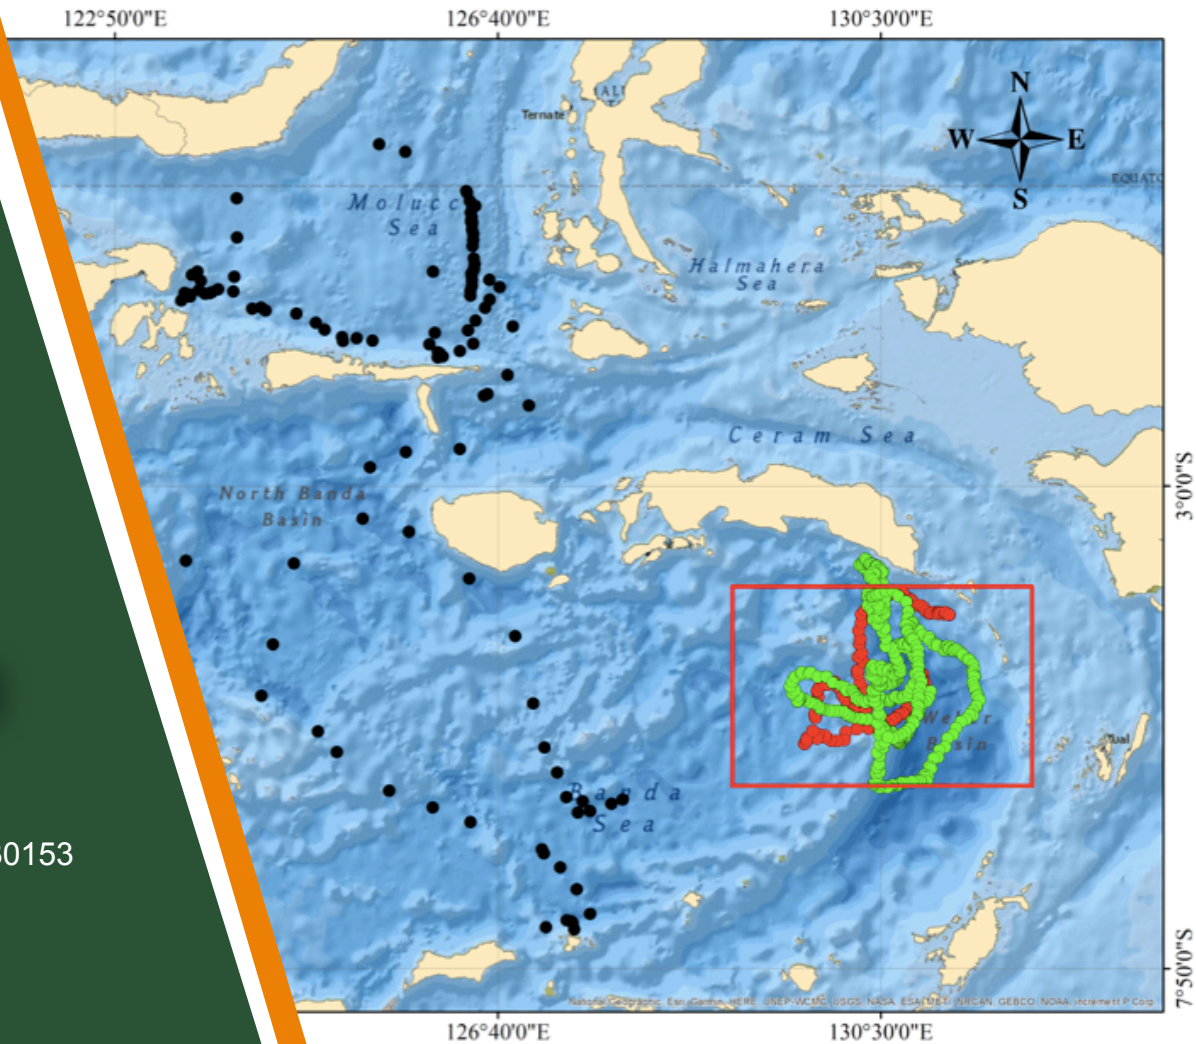 122°50'0"E 126°40'0"E 130°30'0"E
N
W E
S
Ternate
EQUATO
Molucc
Sea
Halmahera
Sea
Ceram Sea
3°0'0"S
North Banda
Basin
Weber
Basin
Tual
Banda
Sea
30153
7°50'0"S
National Geographic, Esri, Garmin, HERE, UNEP-WCMC, USGS, NASA, ESA, METI, NRCAN, GEBCO, NOAA, increment P Corp.
126°40'0"E 130°30'0"E